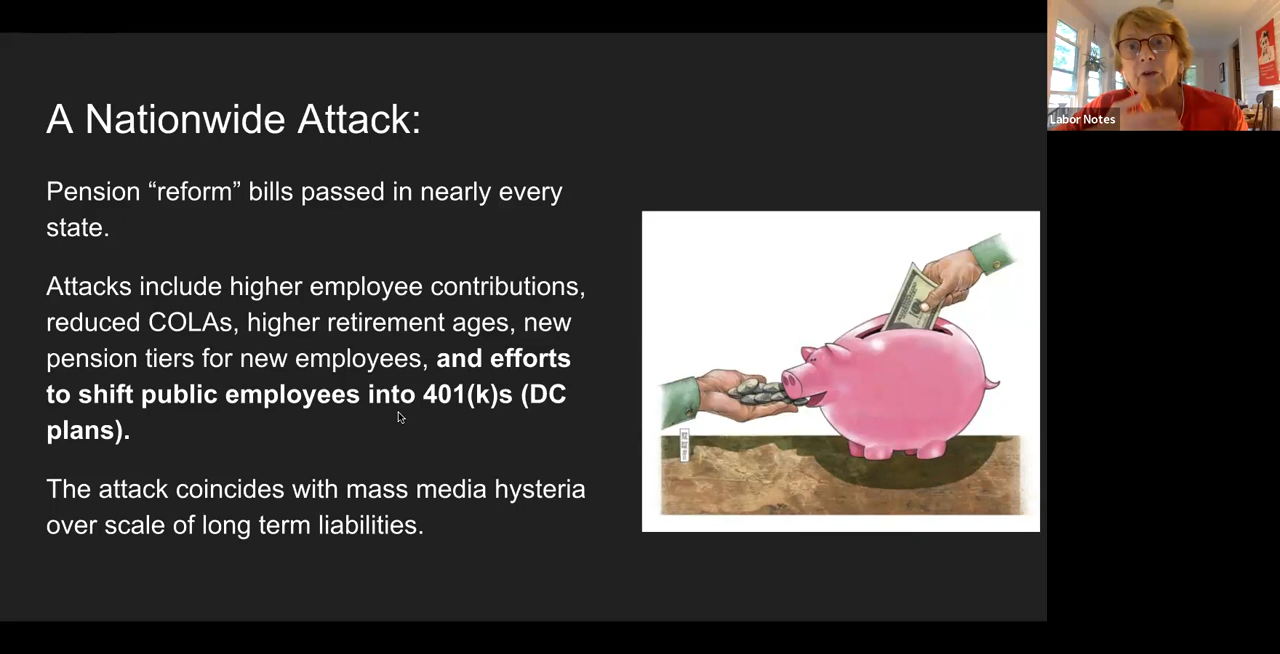 A Nationwide Attack:
Pension “reform” bills passed in nearly every
state.
Attacks include higher employee contributions,
reduced COLAs, higher retirement ages, new
pension tiers for new employees, and efforts
to shift public employees into 401(k)s (DC
plans).
The attack coincides with mass media hysteria
over scale of long term liabilities.
Labor Notes